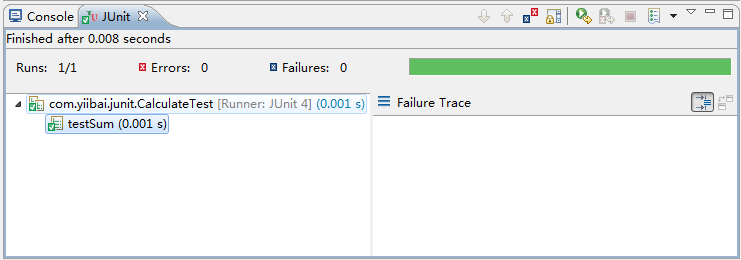 Console JUnit
Finished after 0.008 seconds
Runs: 1/1 Errors: 0 Failures: 0
com.yiibai.junit.CalculateTest [Runner: JUnit 4] (0.001 s)
testSum (0.001 s)
Failure Trace